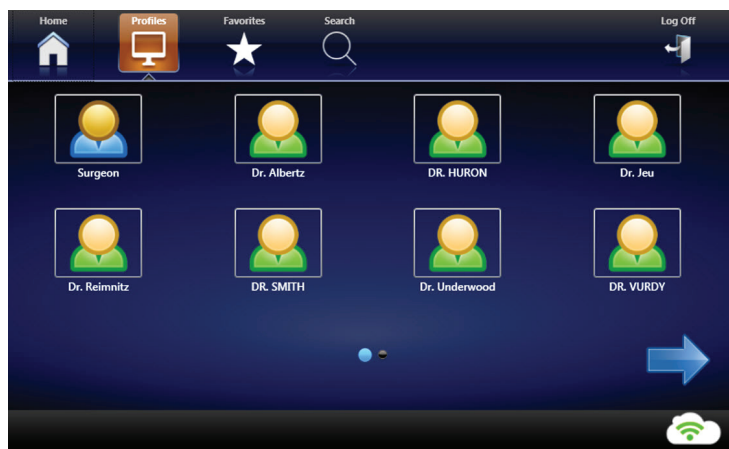 Home Profiles Favorites Search Log Off
Surgeon Dr. Albertz DR. HURON Dr. Jeu
Dr. Reimnitz DR. SMITH Dr. Underwood DR. VURDY